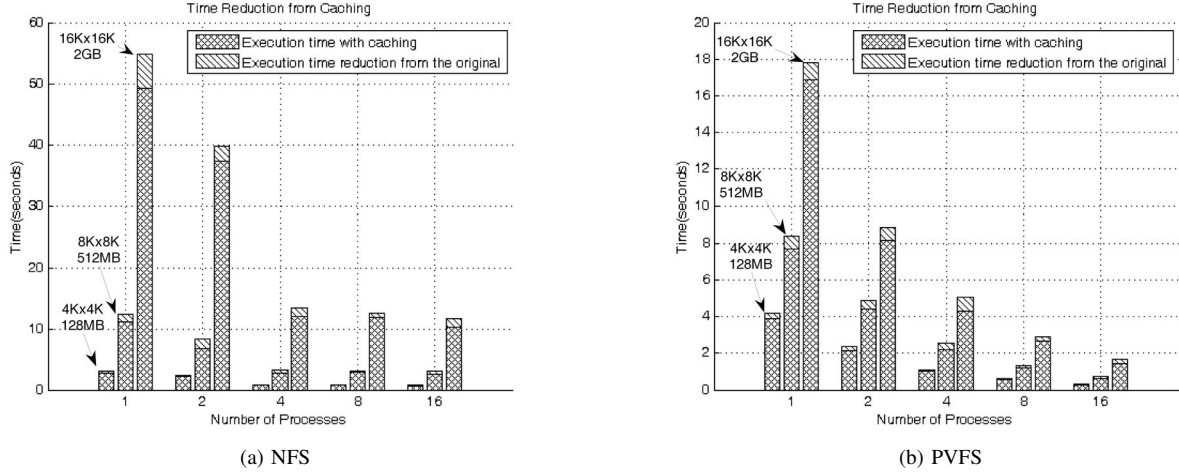 Time Reduction from Caching
60
50
40
30
20
10
0
Time(seconds)
16Kx16K
2GB
8Kx8K
512MB
4Kx4K
128MB
Execution time with caching
Execution time reduction from the original
1 2 4 8 16
Number of Processes
(a) NFS
Time Reduction from Caching
20
18
16
14
12
10
8
6
4
2
0
Time(seconds)
16Kx16K
2GB
8Kx8K
512MB
4Kx4K
128MB
Execution time with caching
Execution time reduction from the original
1 2 4 8 16
Number of Processes
(b) PVFS